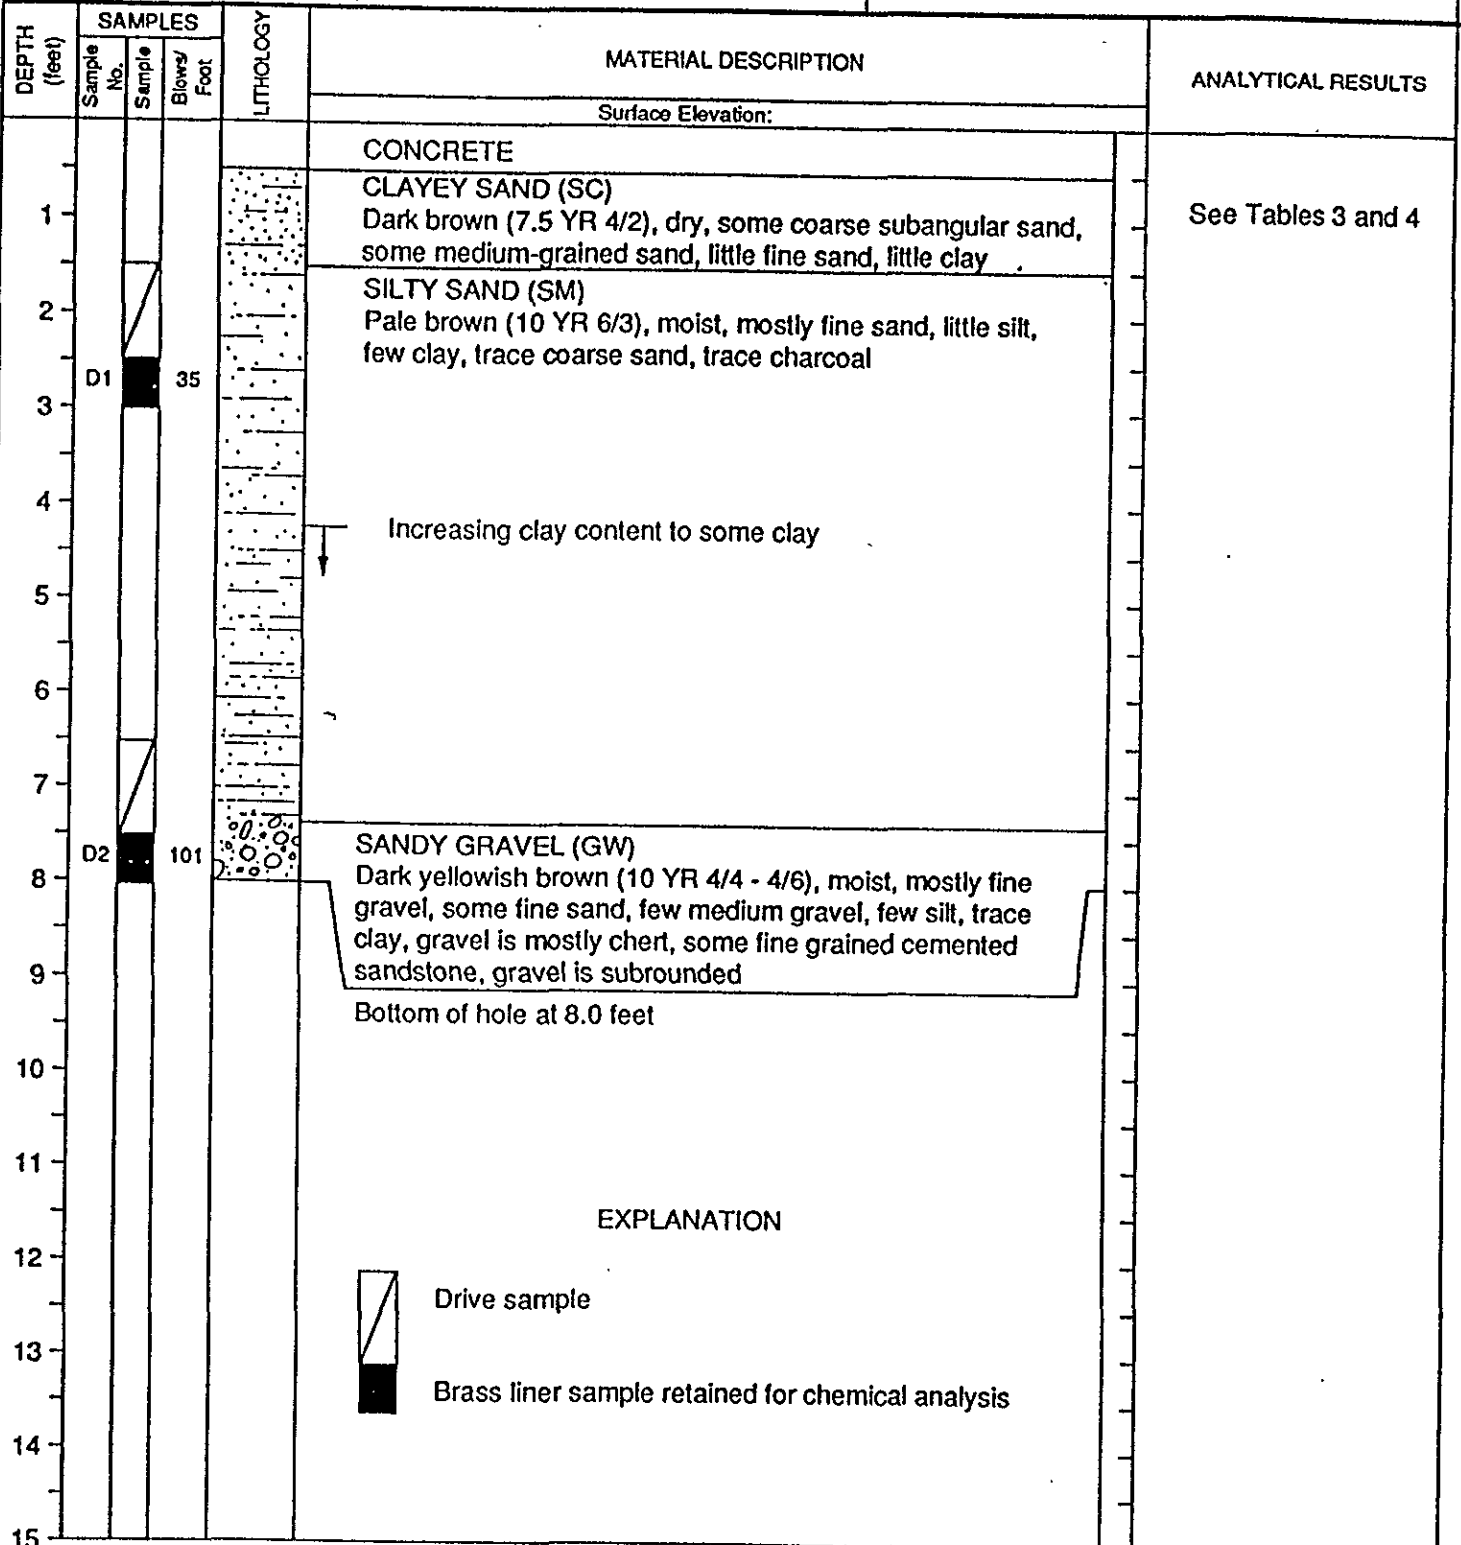 DEPTH (feet)
SAMPLES
Sample No.
Sample
Blows/ Foot
LITHOLOGY
MATERIAL DESCRIPTION
Surface Elevation:
ANALYTICAL RESULTS
CONCRETE
CLAYEY SAND (SC)
1
Dark brown (7.5 YR 4/2), dry, some coarse subangular sand,
See Tables 3 and 4
some medium-grained sand, little fine sand, little clay
SILTY SAND (SM)
2
Pale brown (10 YR 6/3), moist, mostly fine sand, little silt,
few clay, trace coarse sand, trace charcoal
D1
35
3
4
Increasing clay content to some clay
5
6
7
SANDY GRAVEL (GW)
D2
101
8
Dark yellowish brown (10 YR 4/4 - 4/6), moist, mostly fine
gravel, some fine sand, few medium gravel, few silt, trace
clay, gravel is mostly chert, some fine grained cemented
9
sandstone, gravel is subrounded
Bottom of hole at 8.0 feet
10
11
EXPLANATION
12
Drive sample
13
Brass liner sample retained for chemical analysis
14
15